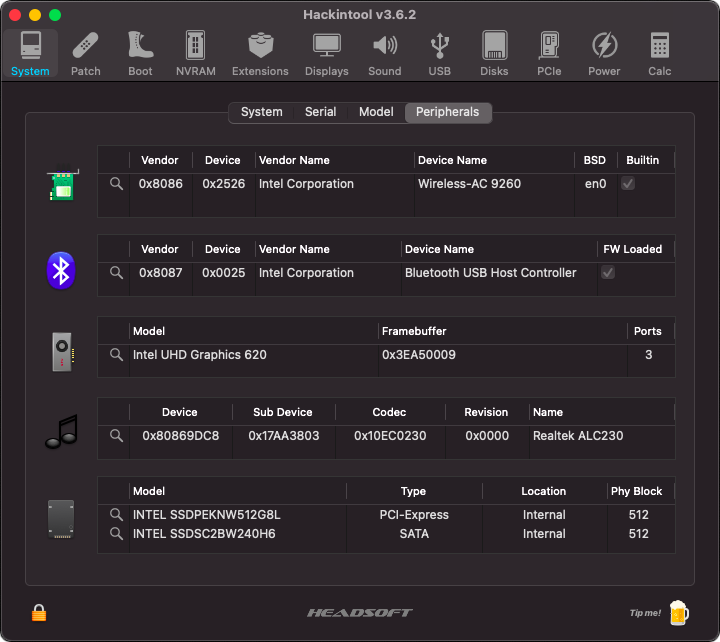 Hackintool v3.6.2
System Patch Boot NVRAM Extensions Displays Sound USB Disks PCIe Power Calc
System Serial Model Peripherals
Vendor Device Vendor Name Device Name BSD Builtin
0x8086 0x2526 Intel Corporation Wireless-AC 9260 en0
Vendor Device Vendor Name Device Name FW Loaded
0x8087 0x0025 Intel Corporation Bluetooth USB Host Controller
Model Framebuffer Ports
Intel UHD Graphics 620 0x3EA50009 3
Device Sub Device Codec Revision Name
0x80869DC8 0x17AA3803 0x10EC0230 0x0000 Realtek ALC230
Model Type Location Phy Block
INTEL SSDPEKNW512G8L PCI-Express Internal 512
INTEL SSDSC2BW240H6 SATA Internal 512
HEADSOFT Tip me!